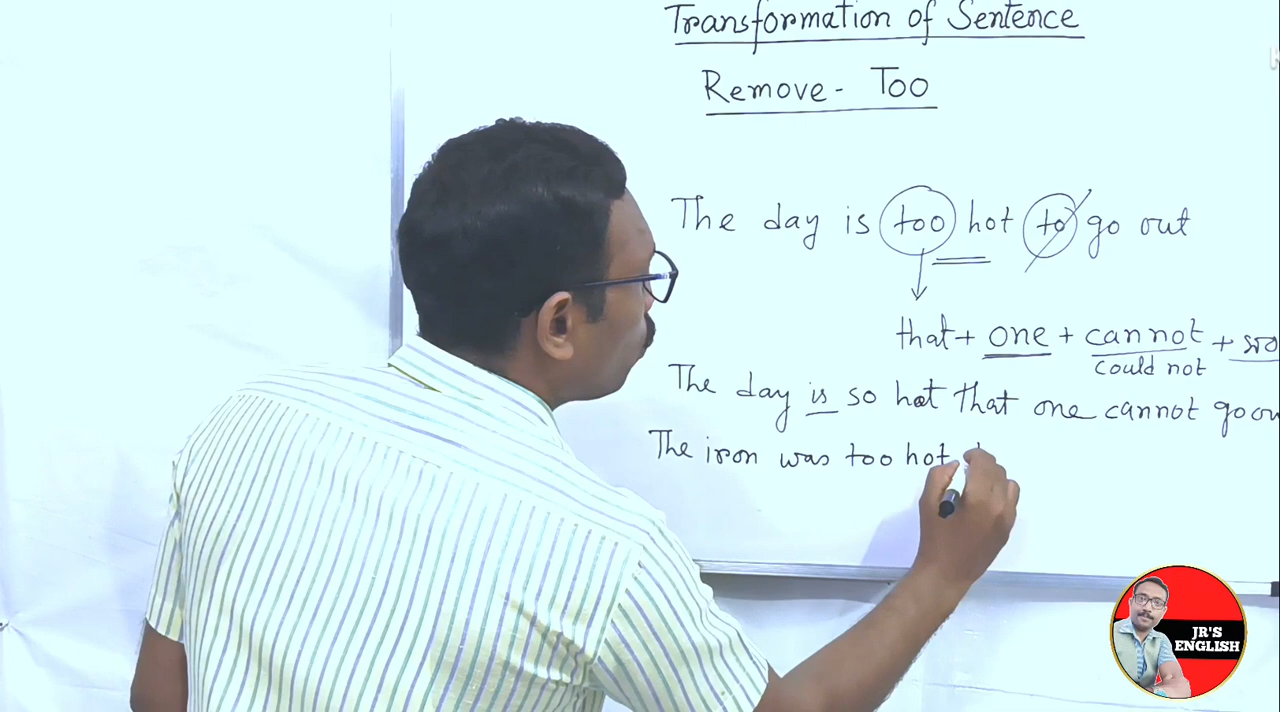 Transformation of Sentence
Remove - Too
The day is too hot to go out
that + one + cannot +
could not
The day is so hot that one cannot go
The iron was too hot
JR'S
ENGLISH